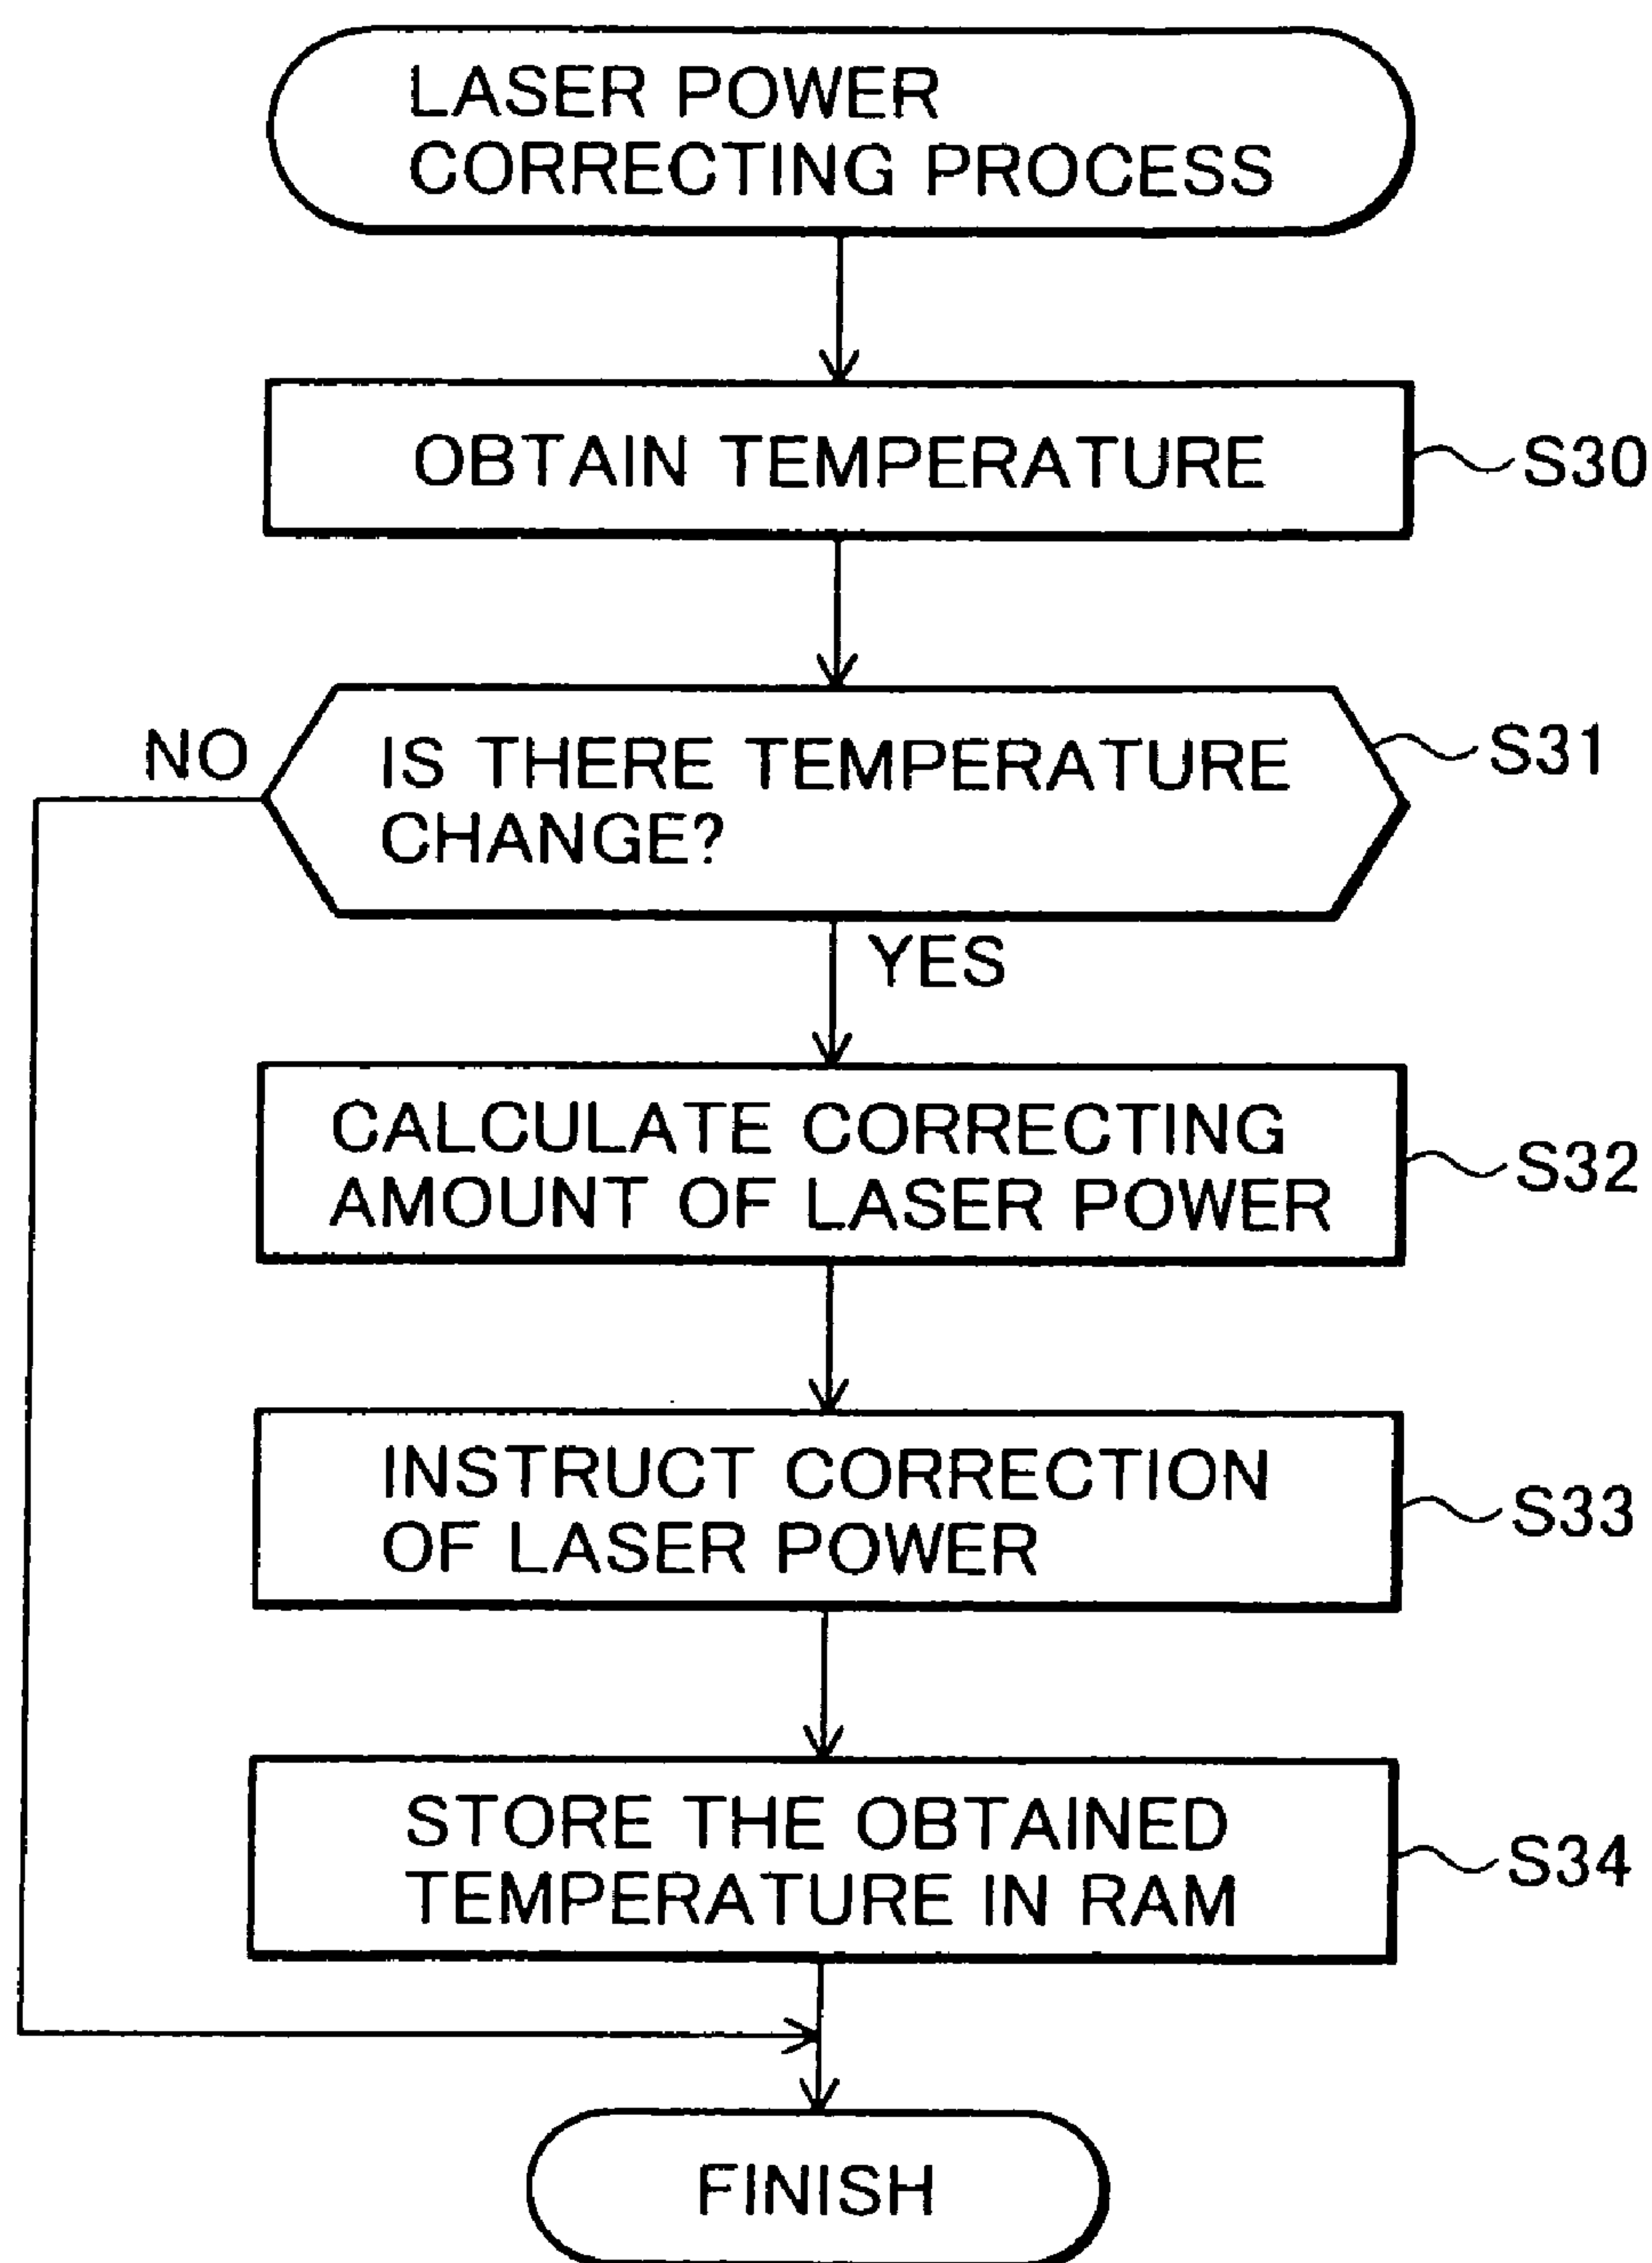 LASER POWER
CORRECTING PROCESS
OBTAIN TEMPERATURE
S30
NO
IS THERE TEMPERATURE
CHANGE?
S31
YES
CALCULATE CORRECTING
AMOUNT OF LASER POWER
S32
INSTRUCT CORRECTION
OF LASER POWER
S33
STORE THE OBTAINED
TEMPERATURE IN RAM
S34
FINISH